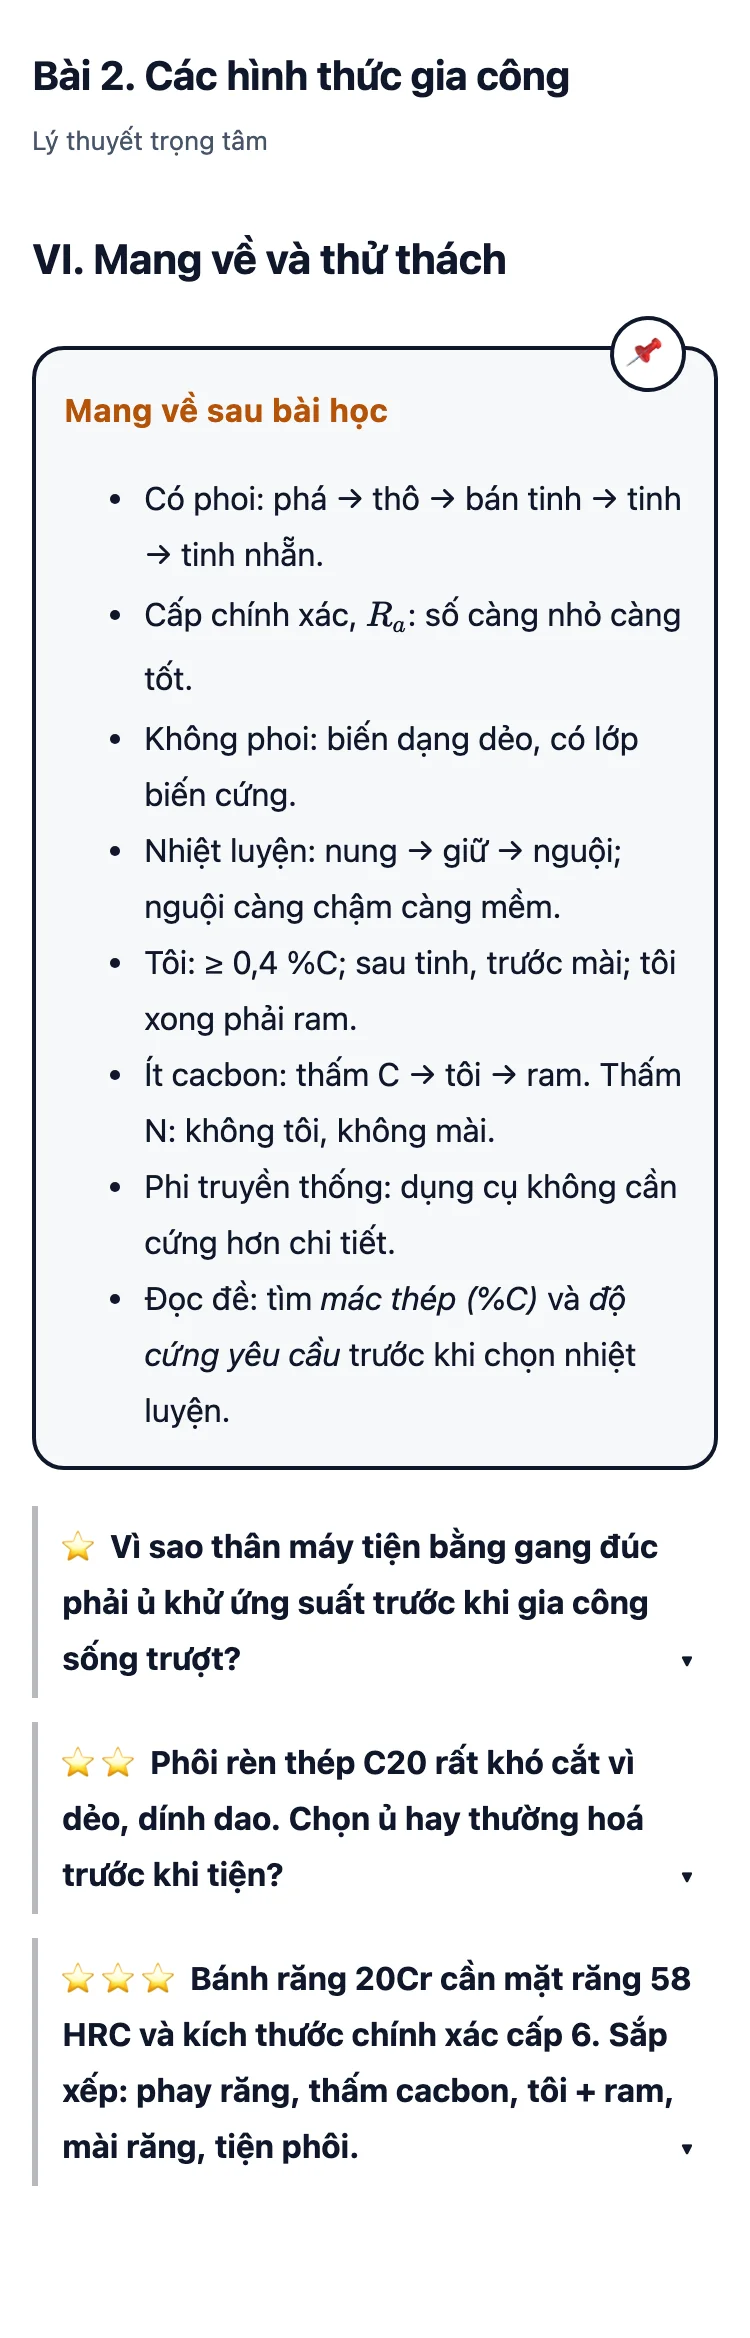 Bài 2. Các hình thức gia công
Lý thuyết trọng tâm
VI. Mang về và thử thách
Mang về sau bài học
• Có phoi: phá → thô → bán tinh → tinh
→ tinh nhẵn.
• Cấp chính xác, Rₐ: số càng nhỏ càng
tốt.
• Không phoi: biến dạng dẻo, có lớp
biến cứng.
• Nhiệt luyện: nung → giữ → nguội;
nguội càng chậm càng mềm.
• Tôi: ≥ 0,4 %C; sau tinh, trước mài; tôi
xong phải ram.
• Ít cacbon: thấm C → tôi → ram. Thấm
N: không tôi, không mài.
• Phi truyền thống: dụng cụ không cần
cứng hơn chi tiết.
• Đọc đề: tìm mác thép (%C) và độ
cứng yêu cầu trước khi chọn nhiệt
luyện.
⭐ Vì sao thân máy tiện bằng gang đúc
phải ủ khử ứng suất trước khi gia công
sống trượt? ▼
⭐⭐ Phôi rèn thép C20 rất khó cắt vì
dẻo, dính dao. Chọn ủ hay thường hoá
trước khi tiện? ▼
⭐⭐⭐ Bánh răng 20Cr cần mặt răng 58
HRC và kích thước chính xác cấp 6. Sắp
xếp: phay răng, thấm cacbon, tôi + ram,
mài răng, tiện phôi. ▼